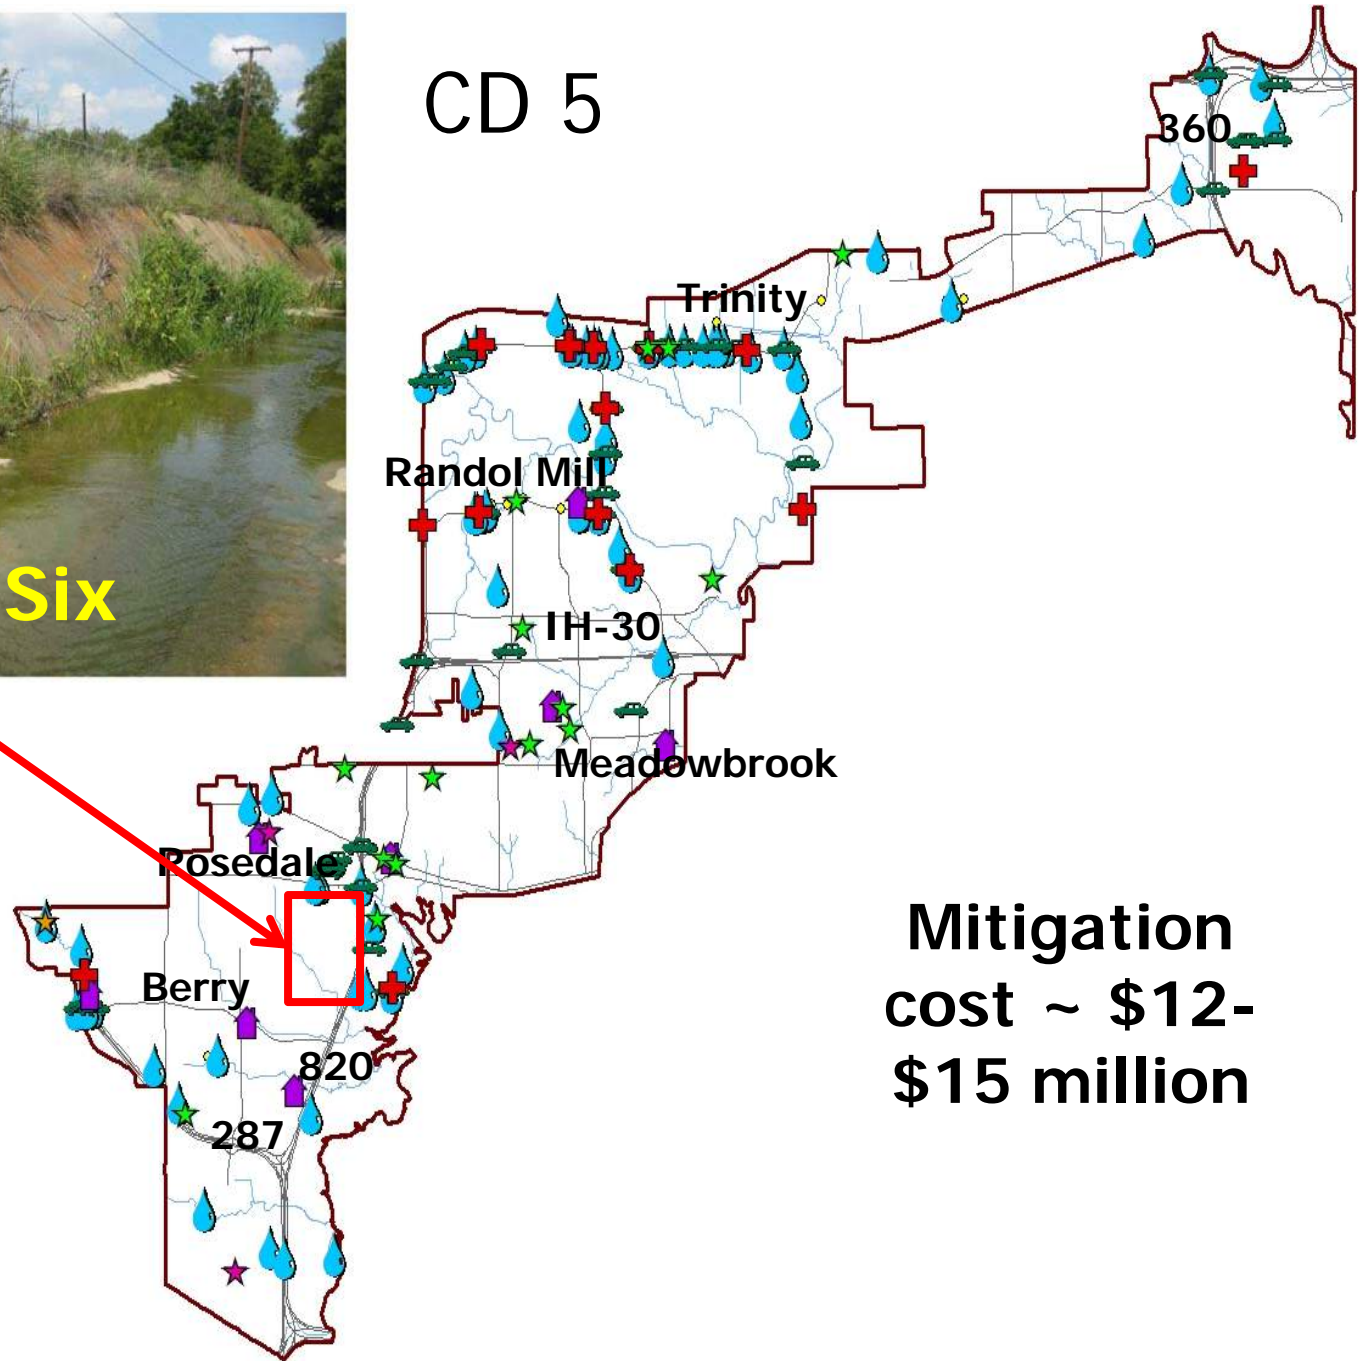 CD 5
360
Trinity
Randol Mill
Six
IH-30
Meadowbrook
Rosedale
Berry
820
287
Mitigation
cost ~ $12-
$15 million